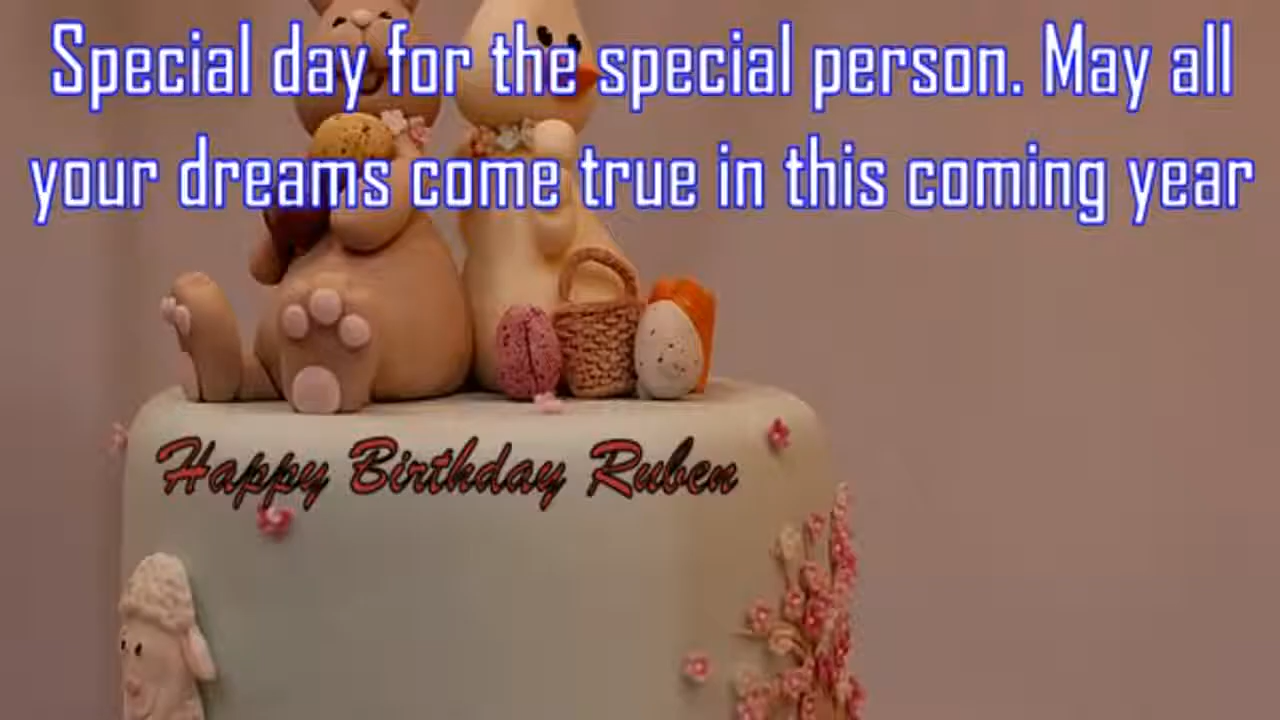 Special day for the special person. May all
your dreams come true in this coming year
Happy Birthday Ruben